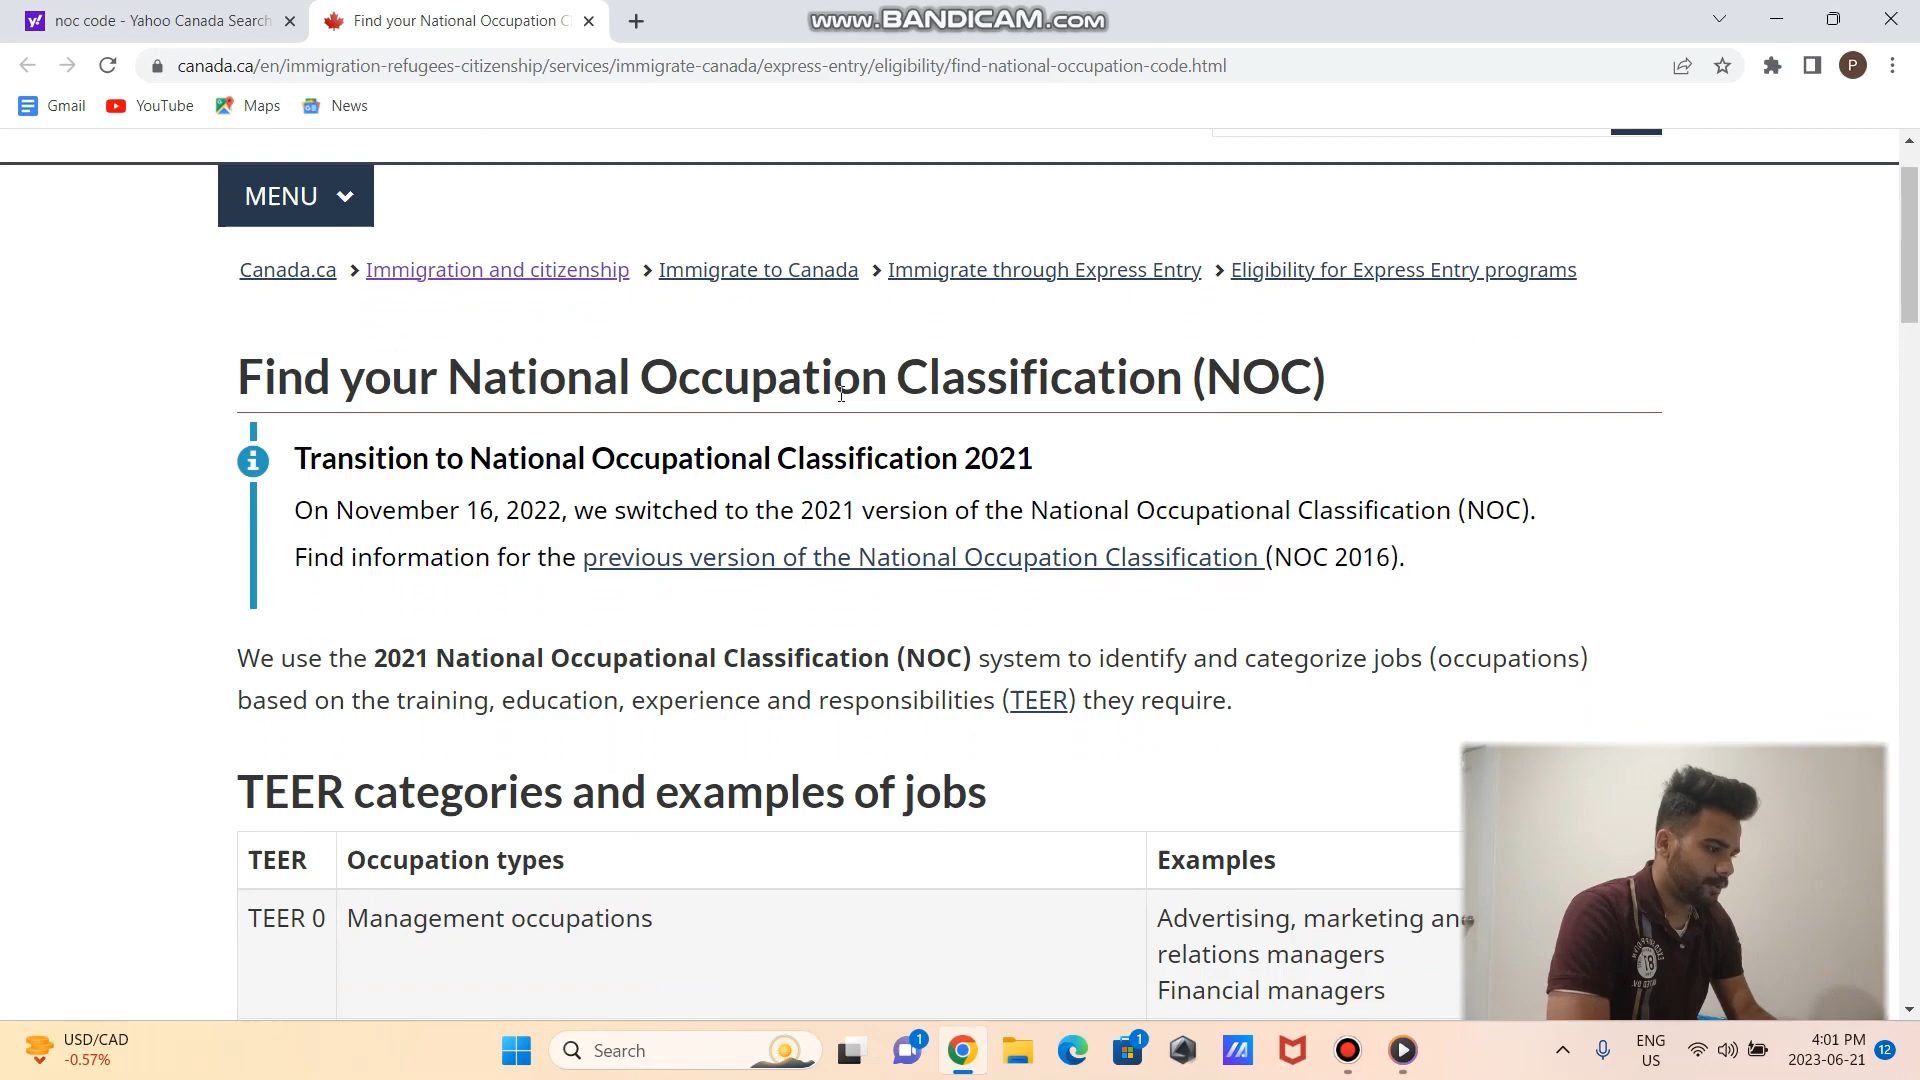 noc code - Yahoo Canada Search
Find your National Occupation C
www.BANDICAM.com
canada.ca/en/immigration-refugees-citizenship/services/immigrate-canada/express-entry/eligibility/find-national-occupation-code.html
P
Gmail
YouTube
Maps
News
MENU
Canada.ca > Immigration and citizenship > Immigrate to Canada > Immigrate through Express Entry > Eligibility for Express Entry programs
Find your National Occupation Classification (NOC)
Transition to National Occupational Classification 2021
On November 16, 2022, we switched to the 2021 version of the National Occupational Classification (NOC).
Find information for the previous version of the National Occupation Classification (NOC 2016).
We use the 2021 National Occupational Classification (NOC) system to identify and categorize jobs (occupations)
based on the training, education, experience and responsibilities (TEER) they require.
TEER categories and examples of jobs
TEER Occupation types Examples
TEER 0 Management occupations Advertising, marketing an
relations managers
Financial managers
USD/CAD
-0.57%
Search
1
1
ENG
US
4:01 PM
2023-06-21
12